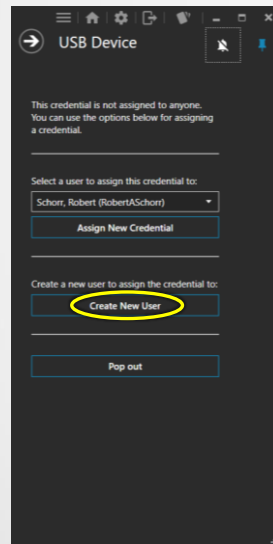 USB Device
This credential is not assigned to anyone.
You can use the options below for assigning
a credential.
Select a user to assign this credential to:
Schorr, Robert (RobertASchorr)
Assign New Credential
Create a new user to assign the credential to:
Create New User
Pop out